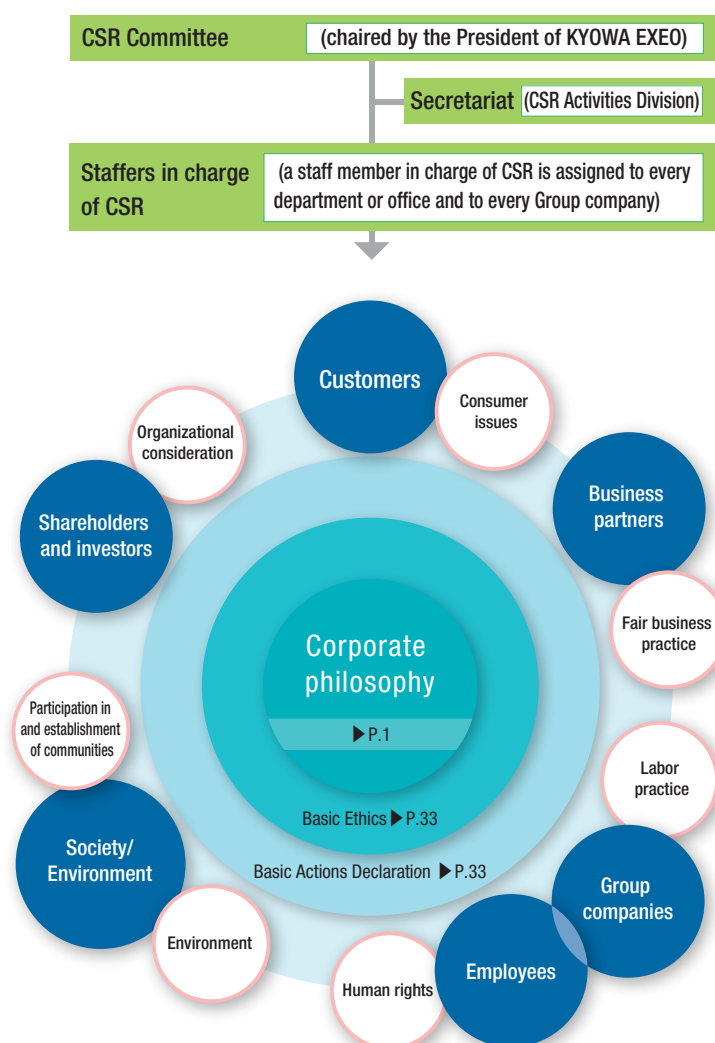 CSR Committee (chaired by the President of KYOWA EXEO)
Secretariat (CSR Activities Division)
Staffers in charge
of CSR
(a staff member in charge of CSR is assigned to every
department or office and to every Group company)
Customers
Consumer
issues
Organizational
consideration
Business
partners
Shareholders
and investors
Fair business
practice
Corporate
philosophy
▶P.1
Participation in
and establishment
of communities
Labor
practice
Basic Ethics ▶ P.33
Society/
Environment
Basic Actions Declaration ▶P.33
Group
companies
Environment
Employees
Human rights